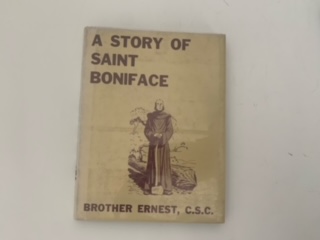 A STORY OF
SAINT
BONIFACE
BROTHER ERNEST, C.S.C.